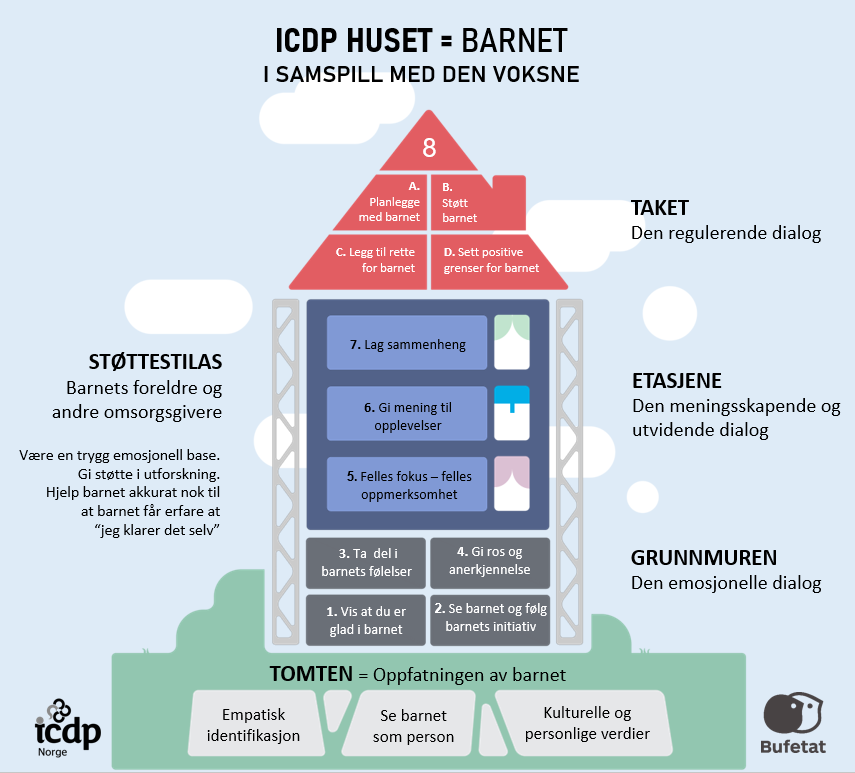 ICDP HUSET = BARNET
I SAMSPILL MED DEN VOKSNE
8
A.
Planlegge
med barnet
B.
Støtt
barnet
C. Legg til rette
for barnet
D. Sett positive
grenser for barnet
TAKET
Den regulerende dialog
7. Lag sammenheng
6. Gi mening til
opplevelser
5. Felles fokus – felles
oppmerksomhet
STØTTESTILAS
Barnets foreldre og
andre omsorgsgivere
Være en trygg emosjonell base.
Gi støtte i utforskning.
Hjelp barnet akkurat nok til
at barnet får erfare at
“jeg klarer det selv”
ETASJENE
Den meningsskapende og
utvidende dialog
3. Ta del i
barnets følelser
4. Gi ros og
anerkjennelse
1. Vis at du er
glad i barnet
2. Se barnet og følg
barnets initiativ
GRUNNMUREN
Den emosjonelle dialog
TOMTEN = Oppfatningen av barnet
Empatisk
identifikasjon
Se barnet
som person
Kulturelle og
personlige verdier
icdp
Norge
Bufetat